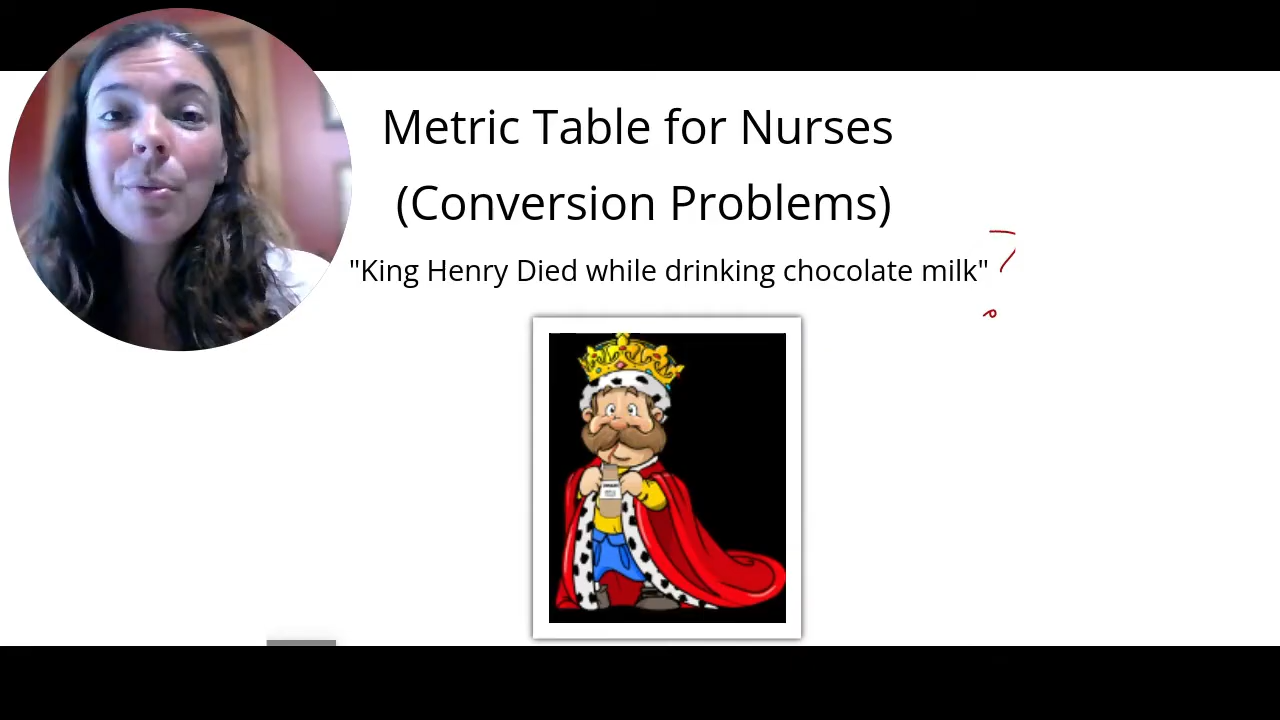 Metric Table for Nurses
(Conversion Problems)
"King Henry Died while drinking chocolate milk"